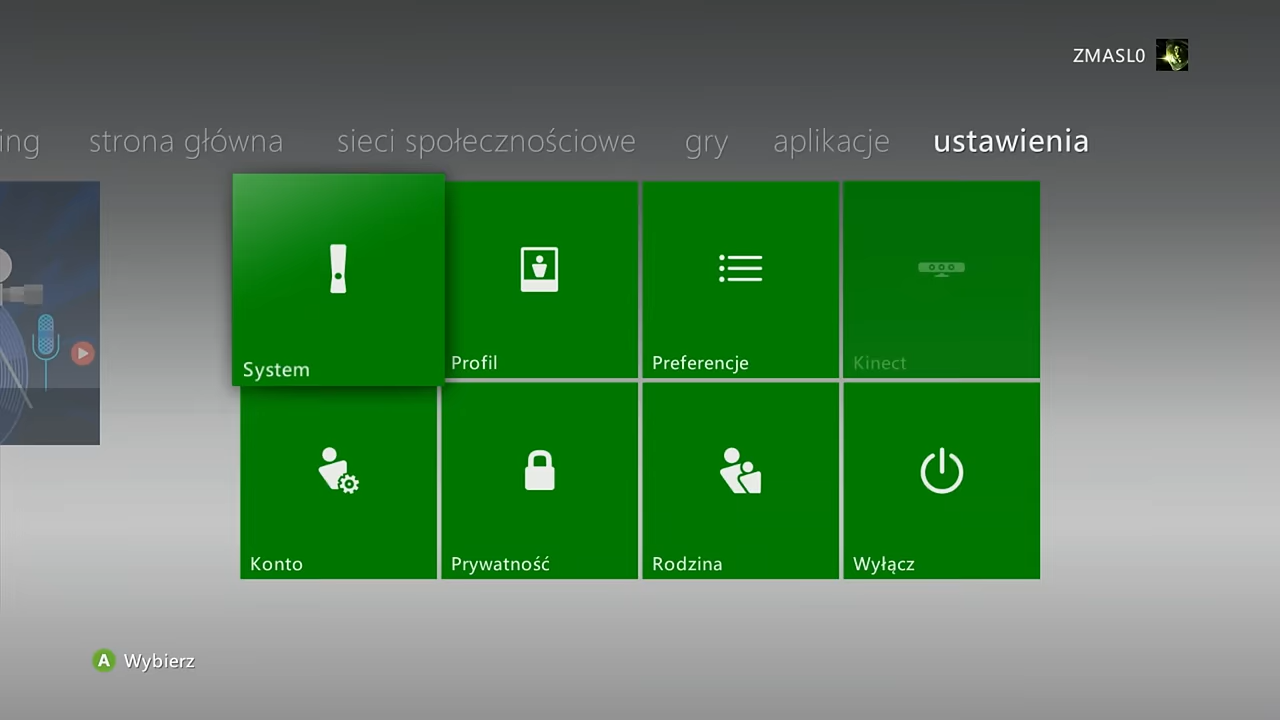 ZMASL0
ing strona główna sieci społecznościowe gry aplikacje ustawienia
System Profil Preferencje Kinect
Konto Prywatność Rodzina Wyłącz
A Wybierz